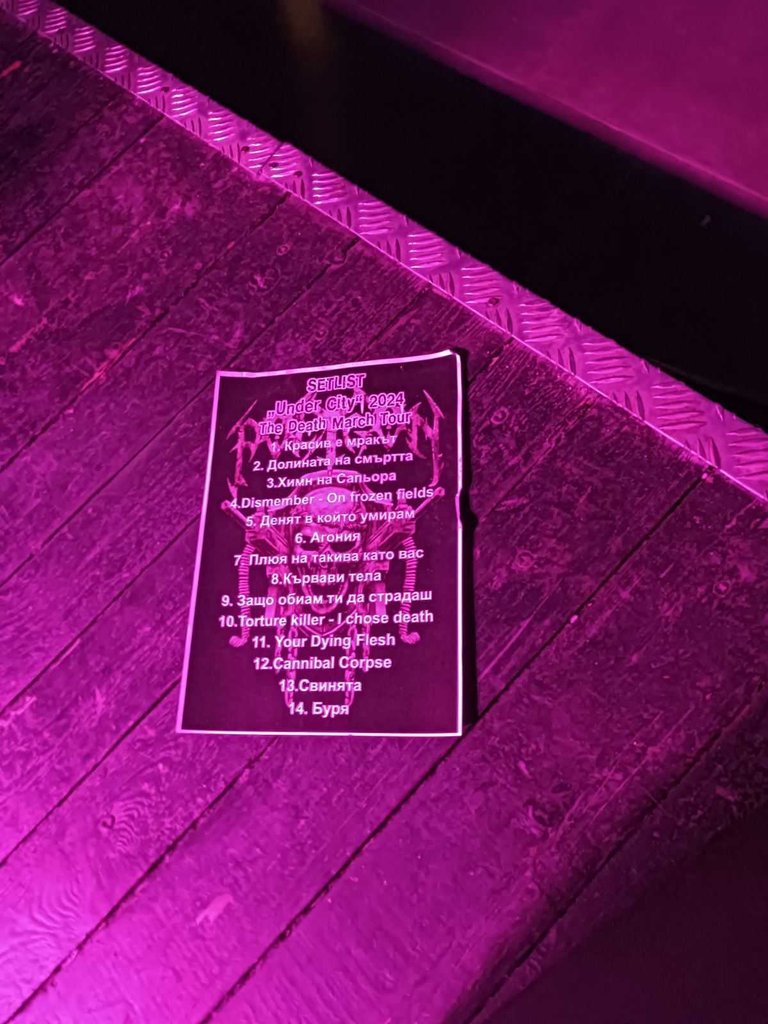 SETLIST
„Under City“ 2024
The Death March Tour
1. Красив е мракът
2. Долината на смъртта
3.Химн на Сапьора
4.Dismember - On frozen fields
5. Денят в който умирам
6. Агония
7. Плюя на такива като вас
8.Кървави тела
9. Защо обиам ти да страдаш
10.Torture killer - I chose death
11. Your Dying Flesh
12.Cannibal Corpse
13.Свинята
14. Буря